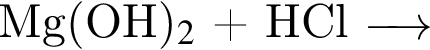 Mg(OH)₂ + HCl ⟶